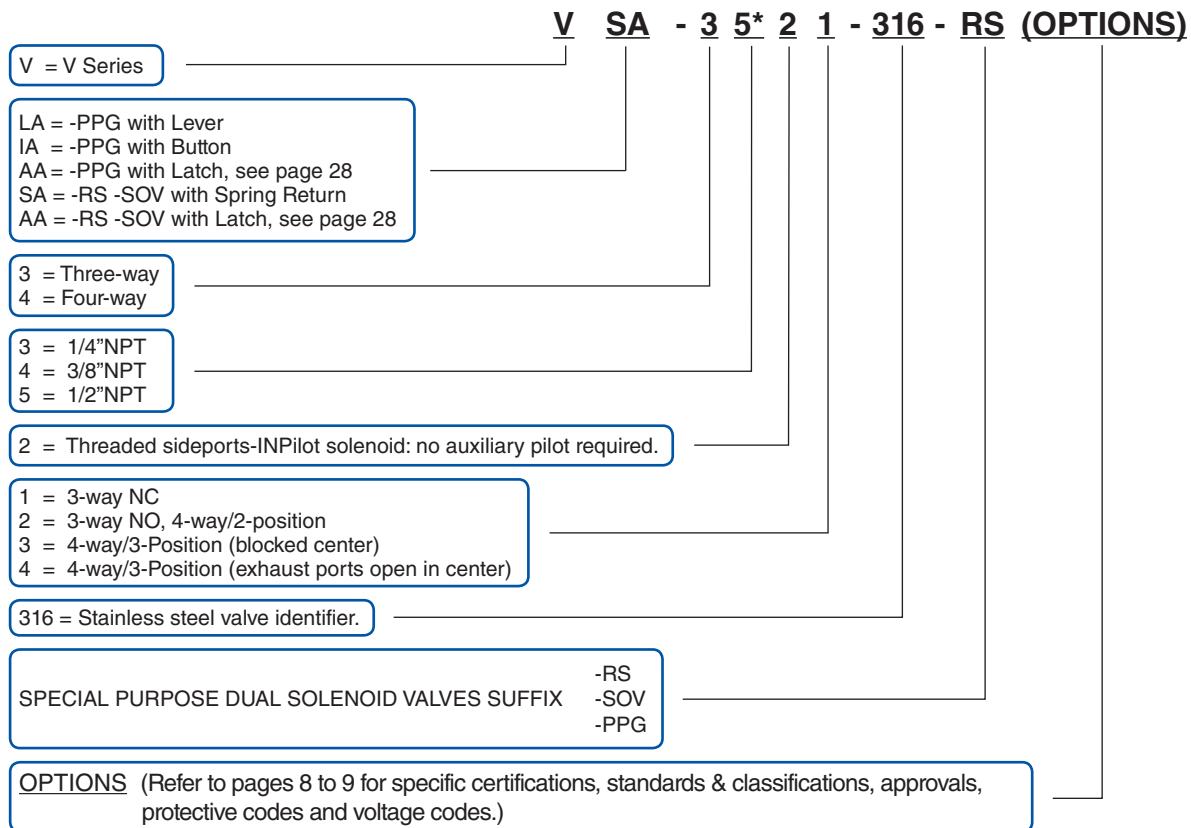 V SA - 3 5* 2 1 - 316 - RS (OPTIONS)
V = V Series
LA = -PPG with Lever
IA = -PPG with Button
AA = -PPG with Latch, see page 28
SA = -RS -SOV with Spring Return
AA = -RS -SOV with Latch, see page 28
3 = Three-way
4 = Four-way
3 = 1/4”NPT
4 = 3/8”NPT
5 = 1/2”NPT
2 = Threaded sideports-INPilot solenoid: no auxiliary pilot required.
1 = 3-way NC
2 = 3-way NO, 4-way/2-position
3 = 4-way/3-Position (blocked center)
4 = 4-way/3-Position (exhaust ports open in center)
316 = Stainless steel valve identifier.
-RS
SPECIAL PURPOSE DUAL SOLENOID VALVES SUFFIX -SOV
-PPG
OPTIONS (Refer to pages 8 to 9 for specific certifications, standards & classifications, approvals,
protective codes and voltage codes.)